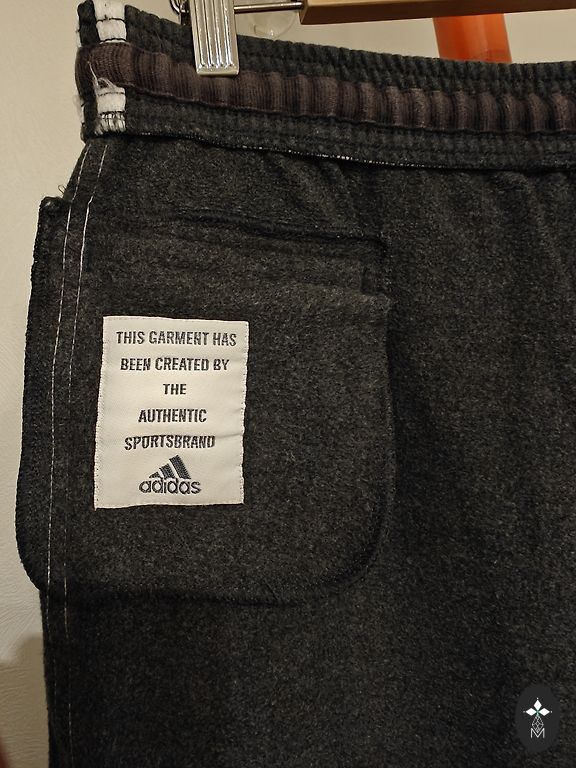 THIS GARMENT HAS
BEEN CREATED BY
THE
AUTHENTIC
SPORTSBRAND
adidas
M